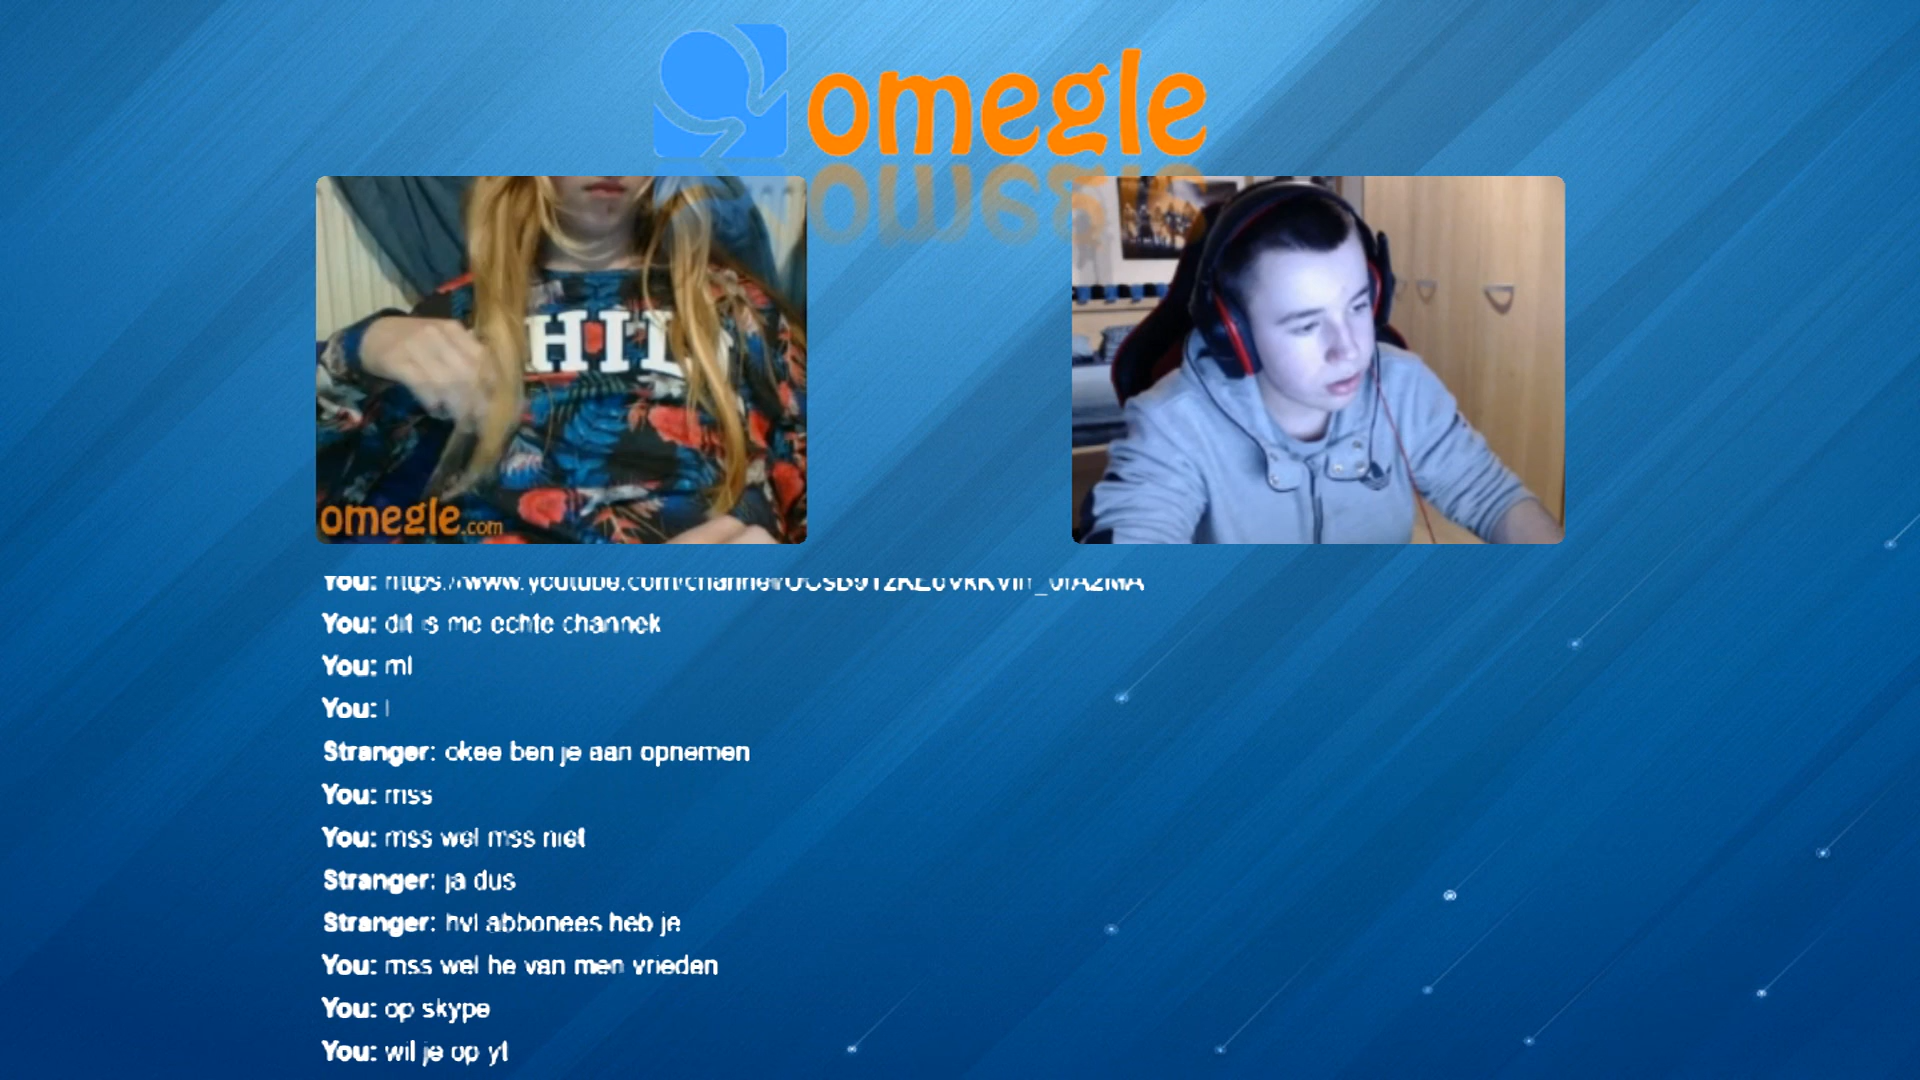 omegle
HIL
omegle.com
You:
You: dit is me echte channek
You: ml
You: l
Stranger: okee ben je aan opnemen
You: mss
You: mss wel mss niet
Stranger: ja dus
Stranger: hvl abbonees heb je
You: mss wel he van men vrieden
You: op skype
You: wil je op yt